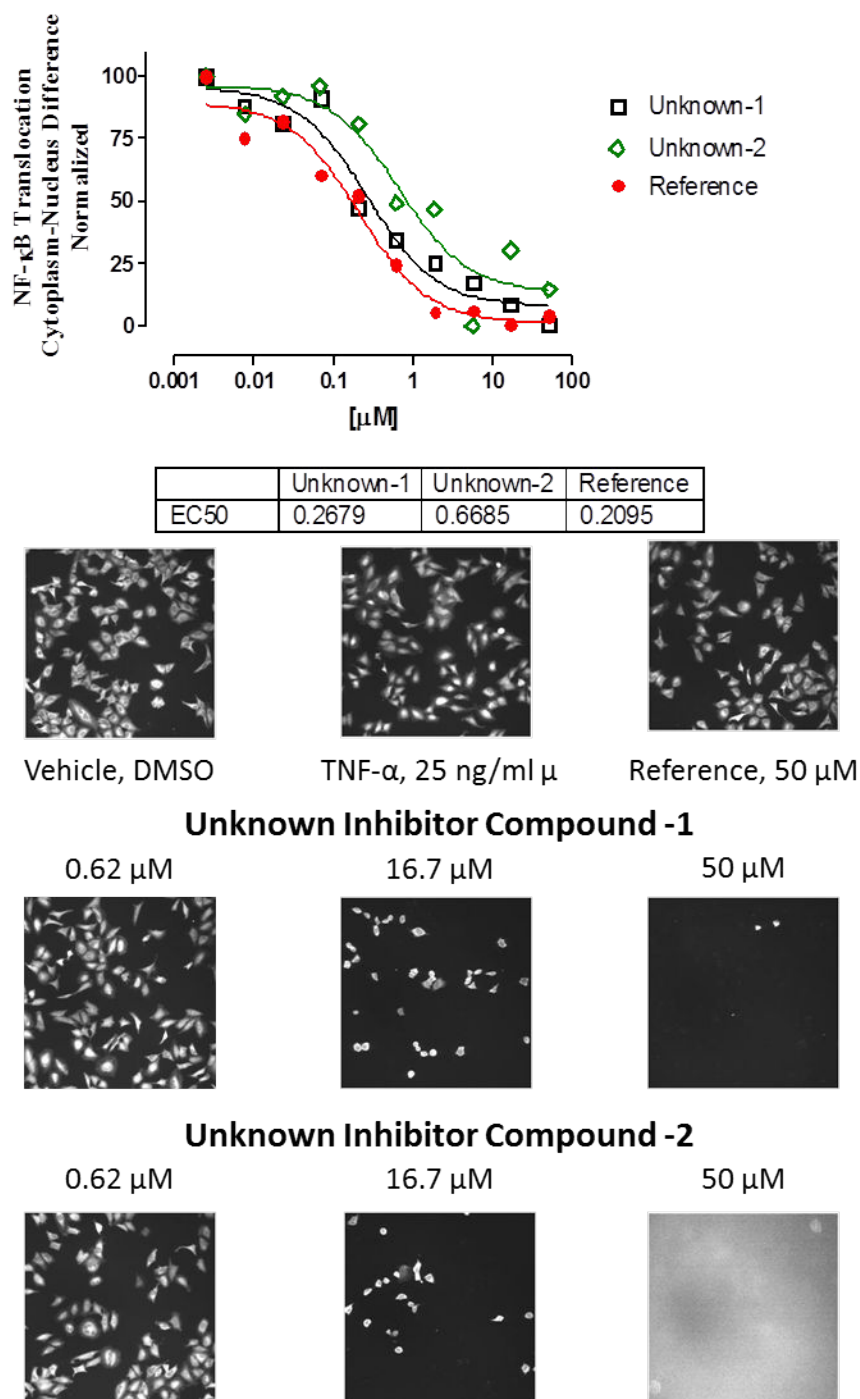 NF-κB Translocation
Cytoplasm-Nucleus Difference
Normalized
100
75
50
25
0
0.001 0.01 0.1 1 10 100
[μM]
Unknown-1
Unknown-2
Reference
Unknown-1 Unknown-2 Reference
EC50 0.2679 0.6685 0.2095
Vehicle, DMSO TNF-α, 25 ng/ml μ Reference, 50 μM
Unknown Inhibitor Compound -1
0.62 μM 16.7 μM 50 μM
Unknown Inhibitor Compound -2
0.62 μM 16.7 μM 50 μM